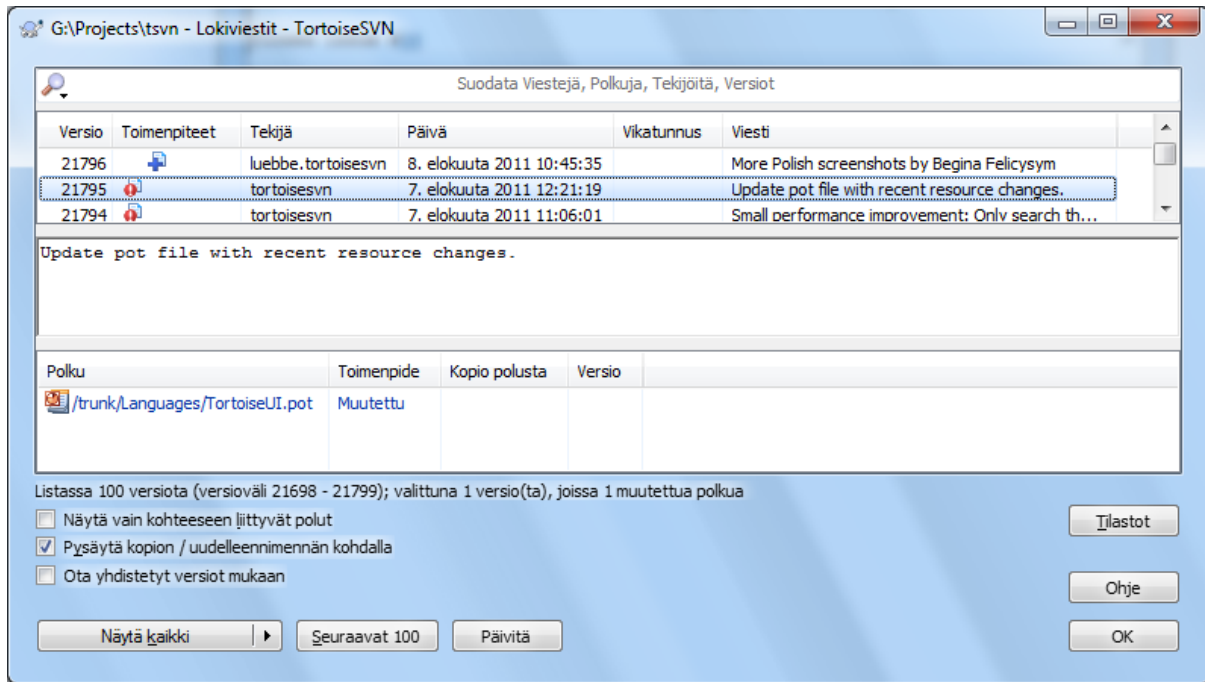 G:\Projects\tsvn - Lokiviestit - TortoiseSVN
Suodata Viestejä, Polkuja, Tekijöitä, Versiot
Versio Toimenpiteet Tekijä Päivä Vikatunnus Viesti
21796 luebbe.tortoisesvn 8. elokuuta 2011 10:45:35 More Polish screenshots by Begina Felicysym
21795 tortoisesvn 7. elokuuta 2011 12:21:19 Update pot file with recent resource changes.
21794 tortoisesvn 7. elokuuta 2011 11:06:01 Small performance improvement: Only search th...
Update pot file with recent resource changes.
Polku Toimenpide Kopio polusta Versio
/trunk/Languages/TortoiseUI.pot Muutettu
Listassa 100 versiota (versioväli 21698 - 21799); valittuna 1 versio(ta), joissa 1 muutettua polkua
Näytä vain kohteeseen liittyvät polut
Tilastot
Pysäytä kopion / uudelleennimennän kohdalla
Ota yhdistetyt versiot mukaan
Ohje
Näytä kaikki Seuraavat 100 Päivitä OK